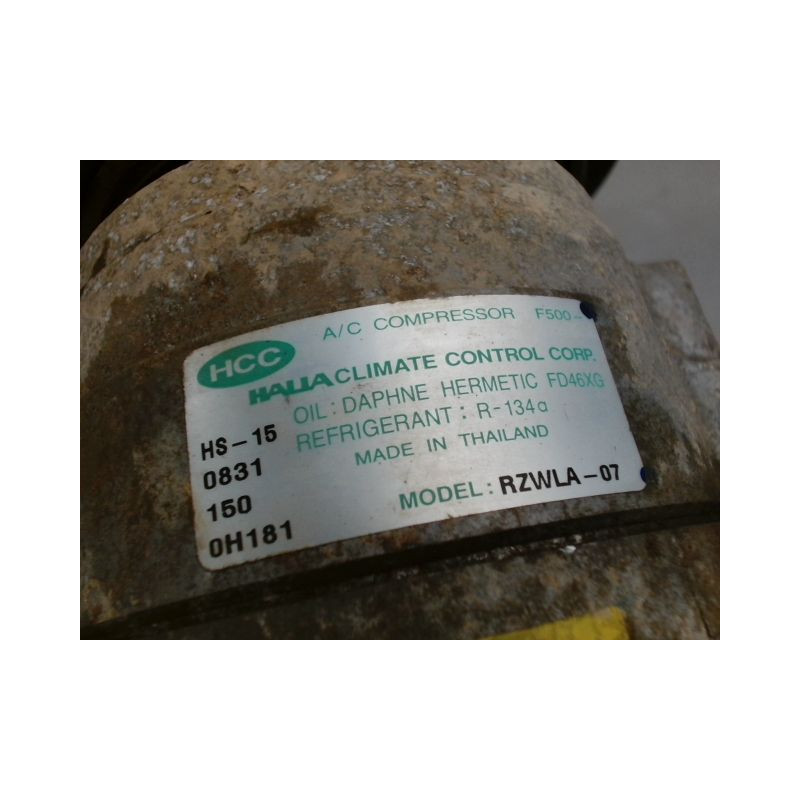 A/C COMPRESSOR F500-
HCC
HALLA CLIMATE CONTROL CORP.
OIL : DAPHNE HERMETIC FD46XG
REFRIGERANT : R-134a
MADE IN THAILAND
MODEL : RZWLA-07
HS-15
0831
150
0H181